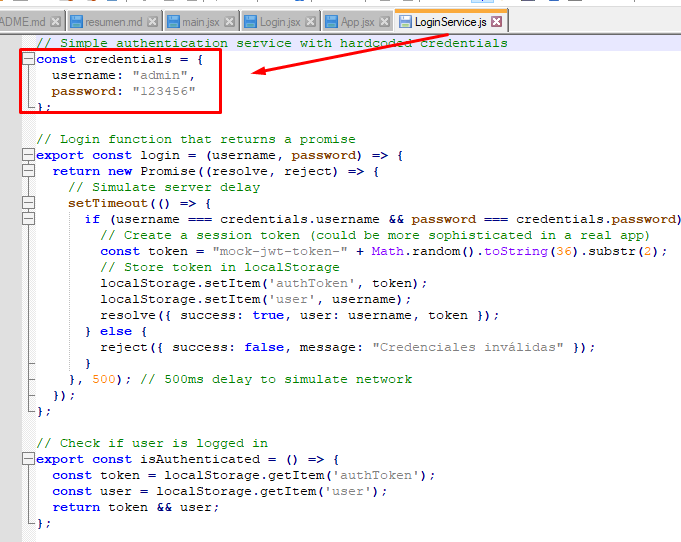 ADME.md resumen.md main.jsx Login.jsx App.jsx LoginService.js
// Simple authentication service with hardcoded credentials
const credentials = {
  username: "admin",
  password: "123456"
};

// Login function that returns a promise
export const login = (username, password) => {
  return new Promise((resolve, reject) => {
    // Simulate server delay
    setTimeout(() => {
      if (username === credentials.username && password === credentials.password)
        // Create a session token (could be more sophisticated in a real app)
        const token = "mock-jwt-token-" + Math.random().toString(36).substr(2);
        // Store token in localStorage
        localStorage.setItem('authToken', token);
        localStorage.setItem('user', username);
        resolve({ success: true, user: username, token });
      } else {
        reject({ success: false, message: "Credenciales inválidas" });
      }
    }, 500); // 500ms delay to simulate network
  });
};

// Check if user is logged in
export const isAuthenticated = () => {
  const token = localStorage.getItem('authToken');
  const user = localStorage.getItem('user');
  return token && user;
};